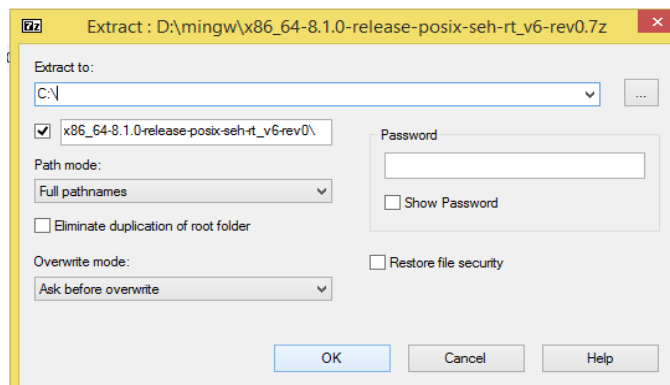 7z Extract : D:\mingw\x86_64-8.1.0-release-posix-seh-rt_v6-rev0.7z
Extract to:
C:\
...
x86_64-8.1.0-release-posix-seh-rt_v6-rev0\
Password
Path mode:
Full pathnames
Show Password
Eliminate duplication of root folder
Overwrite mode:
Restore file security
Ask before overwrite
OK Cancel Help